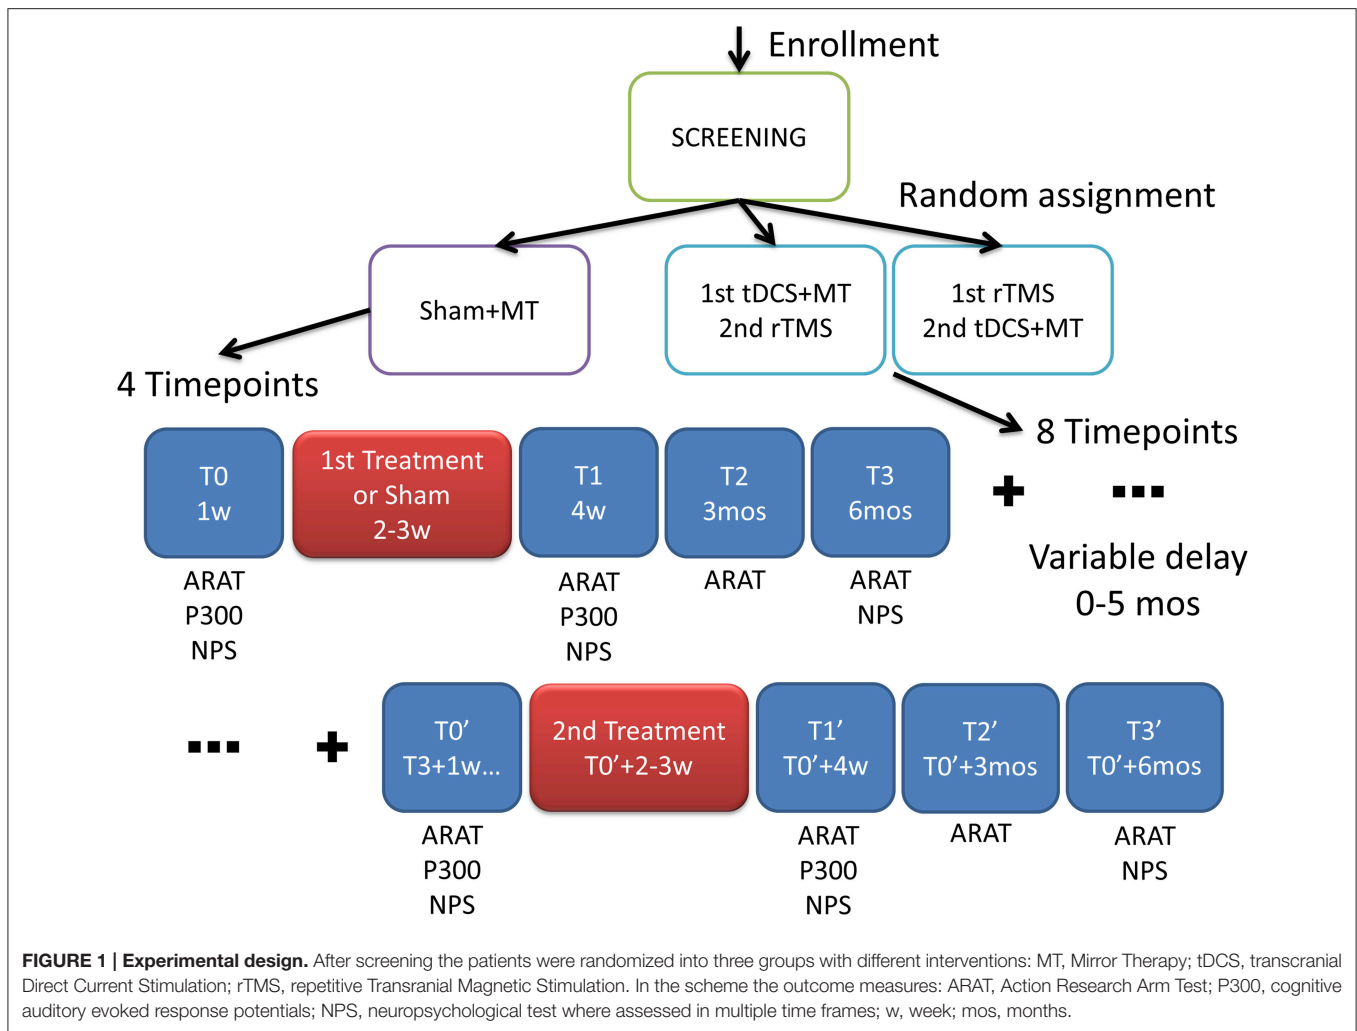 Enrollment
SCREENING
Random assignment
Sham+MT
1st tDCS+MT
2nd rTMS
1st rTMS
2nd tDCS+MT
4 Timepoints
8 Timepoints
T0
1w
1st Treatment
or Sham
2-3w
T1
4w
T2
3mos
T3
6mos
+ ...
Variable delay
0-5 mos
ARAT
P300
NPS
ARAT
P300
NPS
ARAT
ARAT
NPS
... +
T0’
T3+1w...
2nd Treatment
T0’+2-3w
T1’
T0’+4w
T2’
T0’+3mos
T3’
T0’+6mos
ARAT
P300
NPS
ARAT
P300
NPS
ARAT
ARAT
NPS
FIGURE 1 | Experimental design. After screening the patients were randomized into three groups with different interventions: MT, Mirror Therapy; tDCS, transcranial
Direct Current Stimulation; rTMS, repetitive Transranial Magnetic Stimulation. In the scheme the outcome measures: ARAT, Action Research Arm Test; P300, cognitive
auditory evoked response potentials; NPS, neuropsychological test where assessed in multiple time frames; w, week; mos, months.